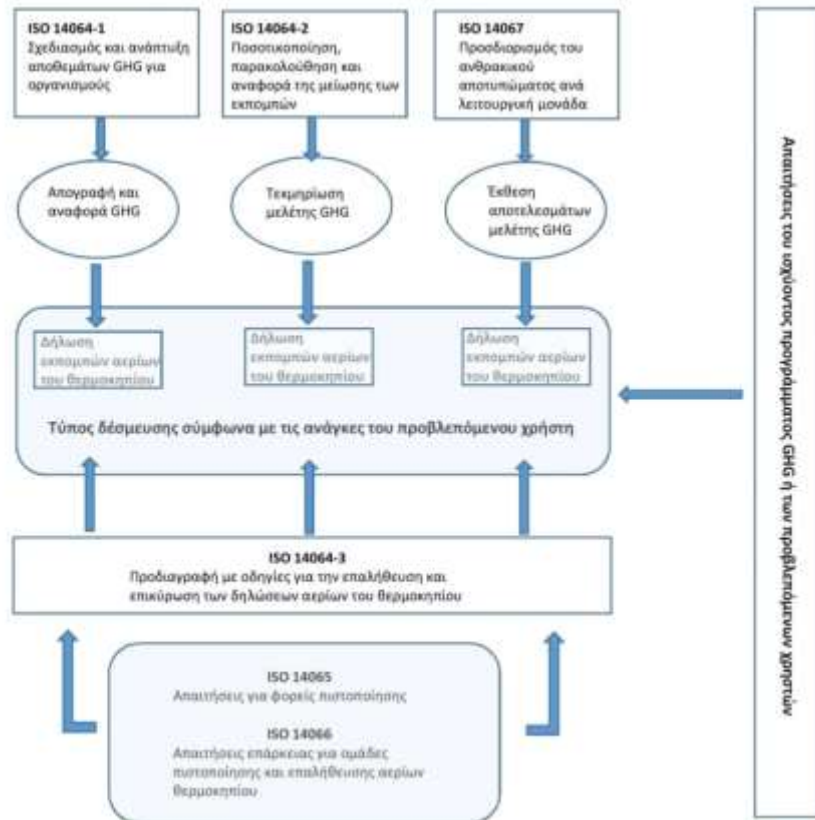 ISO 14064-1
Σχεδιασμός και ανάπτυξη
αποθεμάτων GHG για
οργανισμούς
ISO 14064-2
Ποσοτικοποίηση,
παρακολούθηση και
αναφορά της μείωσης των
εκπομπών
ISO 14067
Προσδιορισμός του
ανθρακικού
αποτυπώματος ανά
λειτουργική μονάδα
Απογραφή και
αναφορά GHG
Τεκμηρίωση
μελέτης GHG
Έκθεση
αποτελεσμάτων
μελέτης GHG
Δήλωση
εκπομπών αερίων
του θερμοκηπίου
Δήλωση
εκπομπών αερίων
του θερμοκηπίου
Δήλωση
εκπομπών αερίων
του θερμοκηπίου
Τύπος δέσμευσης σύμφωνα με τις ανάγκες του προβλεπόμενου χρήστη
ISO 14064-3
Προδιαγραφή με οδηγίες για την επαλήθευση και
επικύρωση των δηλώσεων αερίων του θερμοκηπίου
ISO 14065
Απαιτήσεις για φορείς πιστοποίησης
ISO 14066
Απαιτήσεις επάρκειας για ομάδες
πιστοποίησης και επαλήθευσης αερίων
θερμοκηπίου
Απαιτήσεις του ισχύοντος προγράμματος GHG ή των προβλεπόμενων χρηστών